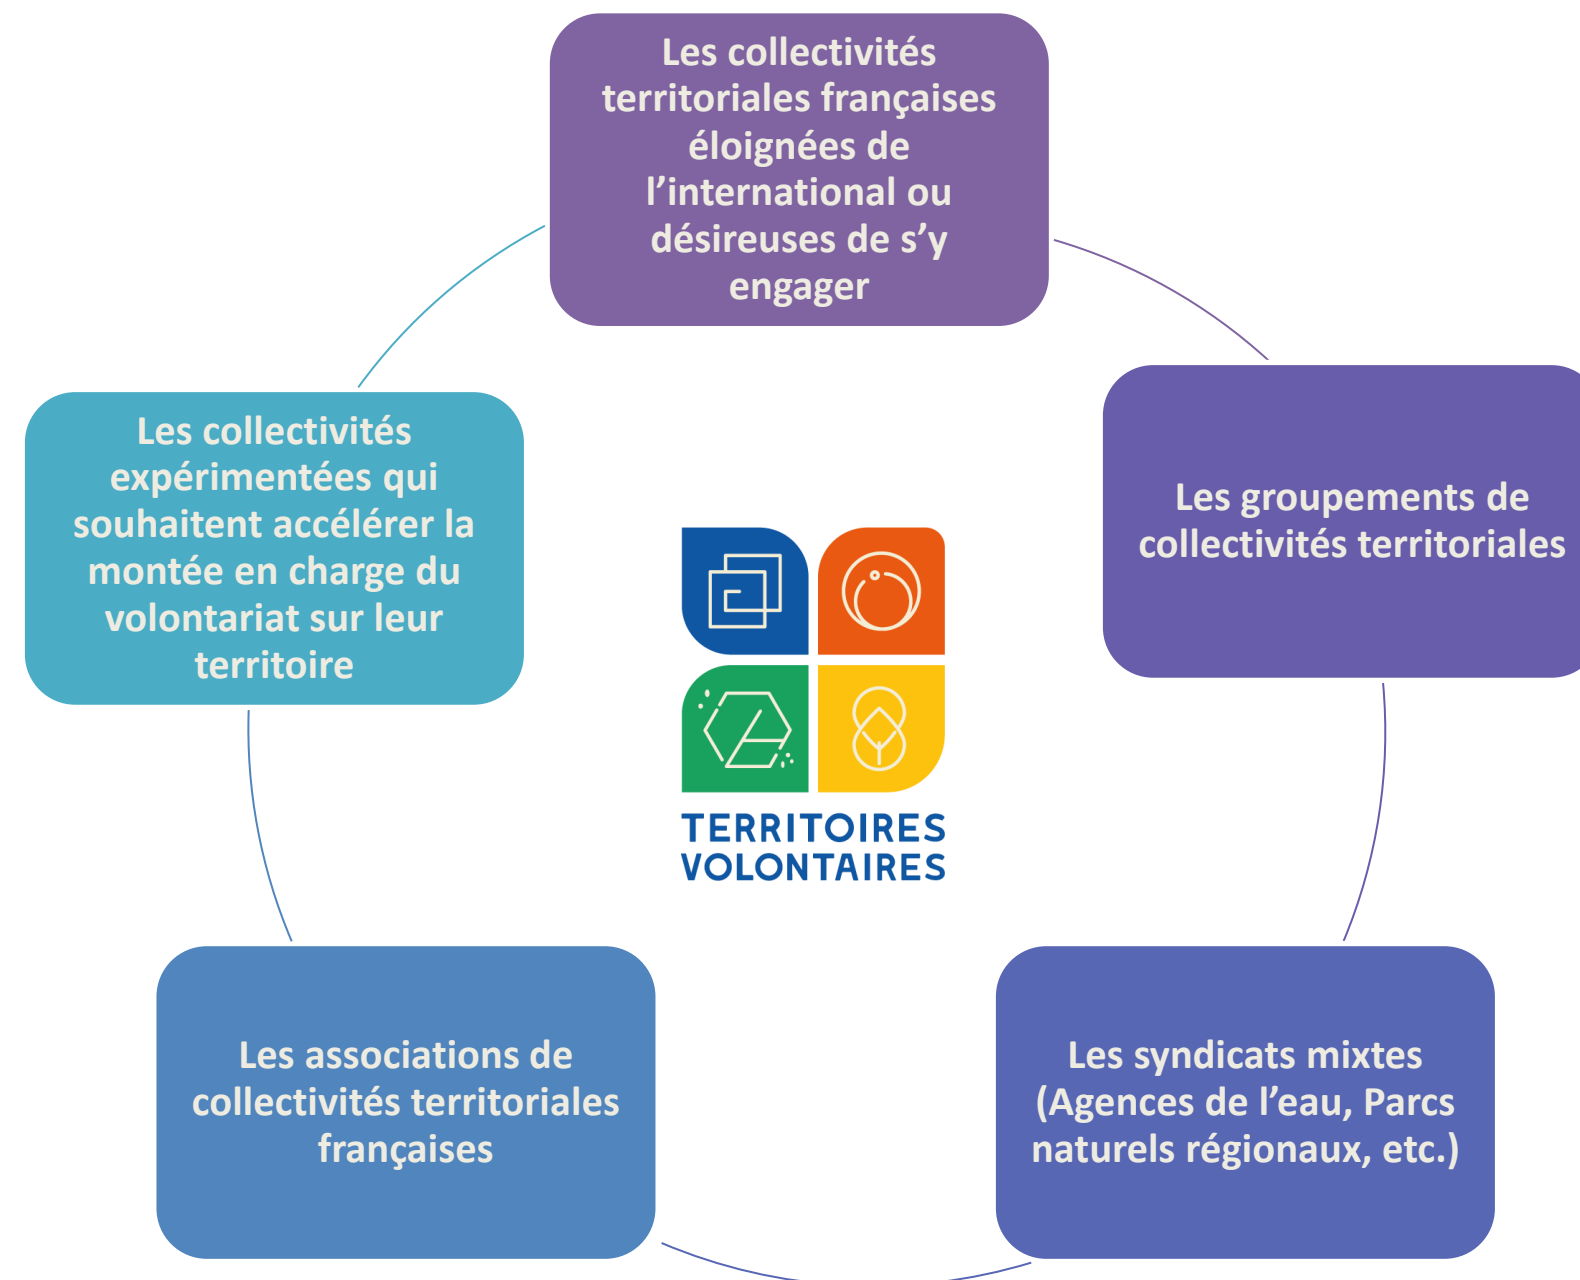 Les collectivités
territoriales françaises
éloignées de
l’international ou
désireuses de s’y
engager
Les groupements de
collectivités territoriales
Les syndicats mixtes
(Agences de l’eau, Parcs
naturels régionaux, etc.)
Les associations de
collectivités territoriales
françaises
Les collectivités
expérimentées qui
souhaitent accélérer la
montée en charge du
volontariat sur leur
territoire
TERRITOIRES
VOLONTAIRES